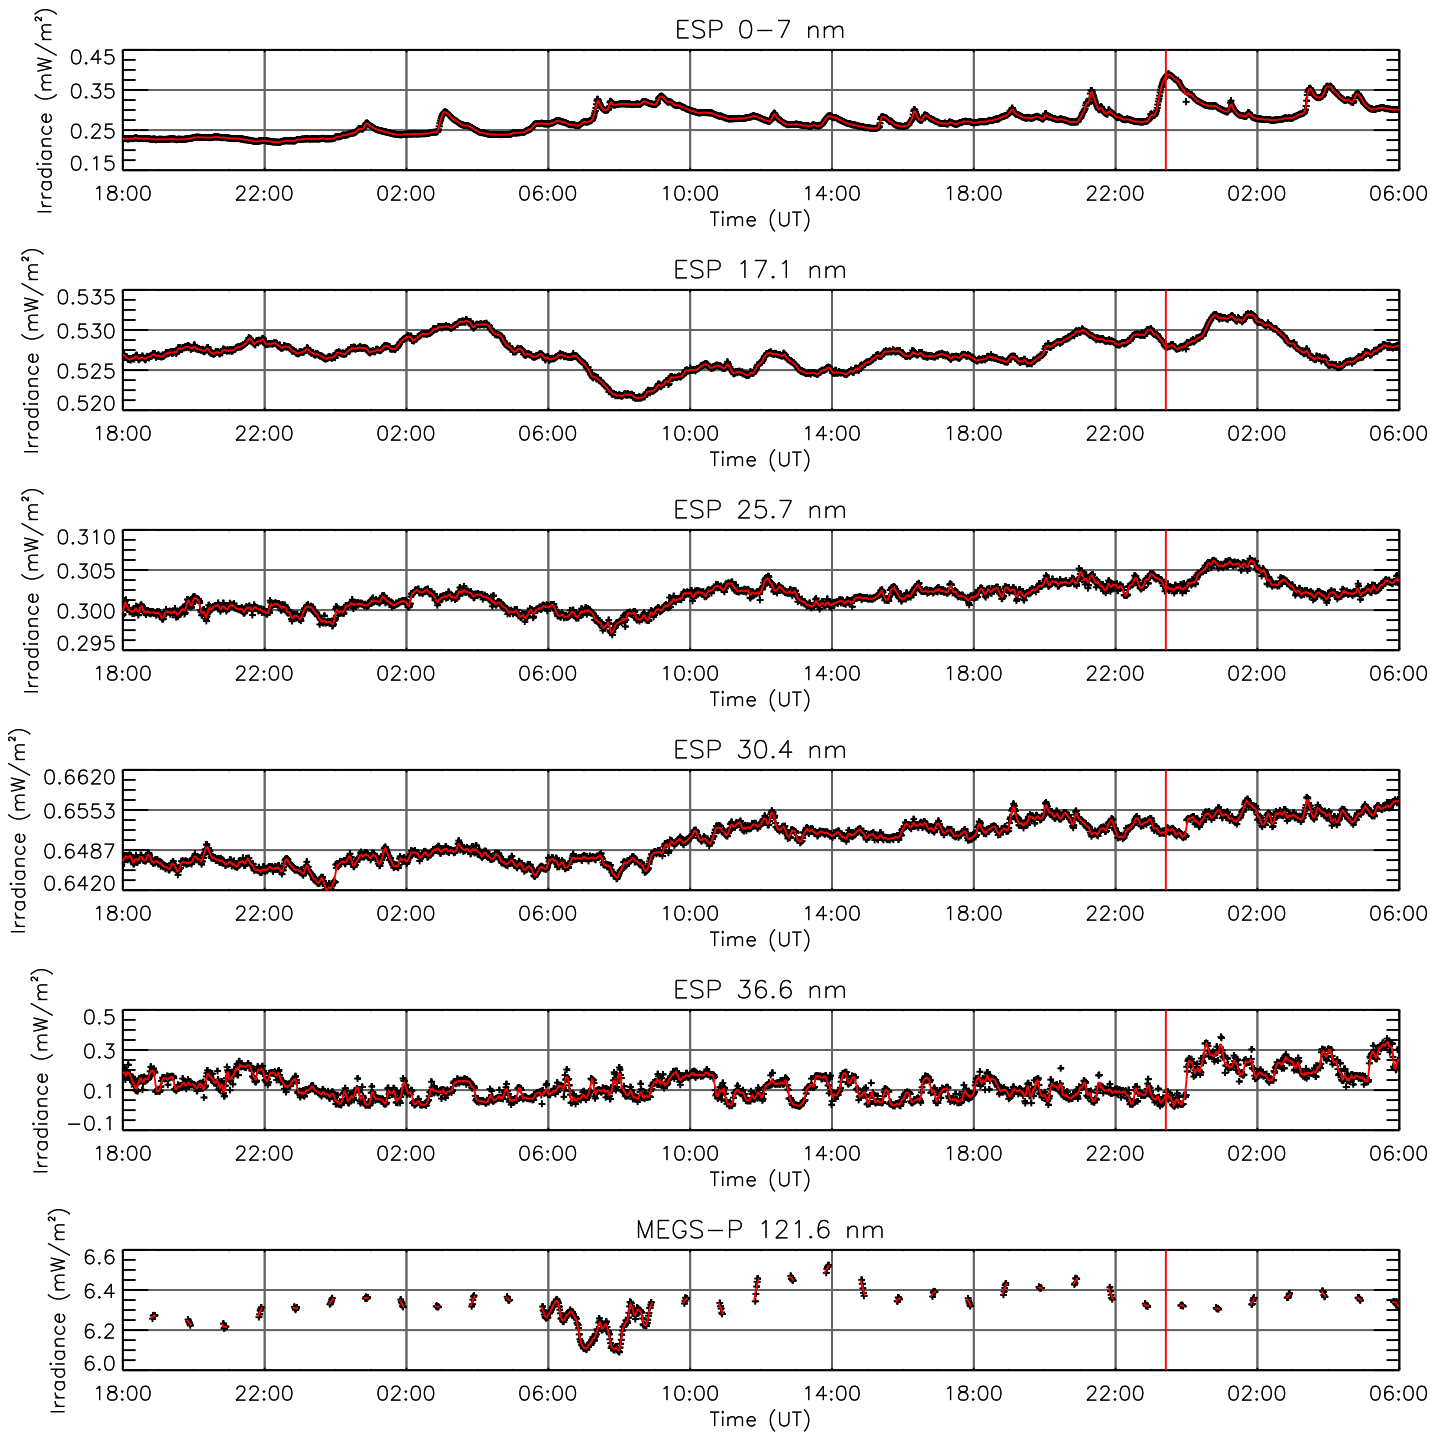 ESP 0−7 nm
Irradiance (mW/m²)
0.45
0.35
0.25
0.15
18:00 22:00 02:00 06:00 10:00 14:00 18:00 22:00 02:00 06:00
Time (UT)
ESP 17.1 nm
Irradiance (mW/m²)
0.535
0.530
0.525
0.520
18:00 22:00 02:00 06:00 10:00 14:00 18:00 22:00 02:00 06:00
Time (UT)
ESP 25.7 nm
Irradiance (mW/m²)
0.310
0.305
0.300
0.295
18:00 22:00 02:00 06:00 10:00 14:00 18:00 22:00 02:00 06:00
Time (UT)
ESP 30.4 nm
Irradiance (mW/m²)
0.6620
0.6553
0.6487
0.6420
18:00 22:00 02:00 06:00 10:00 14:00 18:00 22:00 02:00 06:00
Time (UT)
ESP 36.6 nm
Irradiance (mW/m²)
0.5
0.3
0.1
−0.1
18:00 22:00 02:00 06:00 10:00 14:00 18:00 22:00 02:00 06:00
Time (UT)
MEGS−P 121.6 nm
Irradiance (mW/m²)
6.6
6.4
6.2
6.0
18:00 22:00 02:00 06:00 10:00 14:00 18:00 22:00 02:00 06:00
Time (UT)